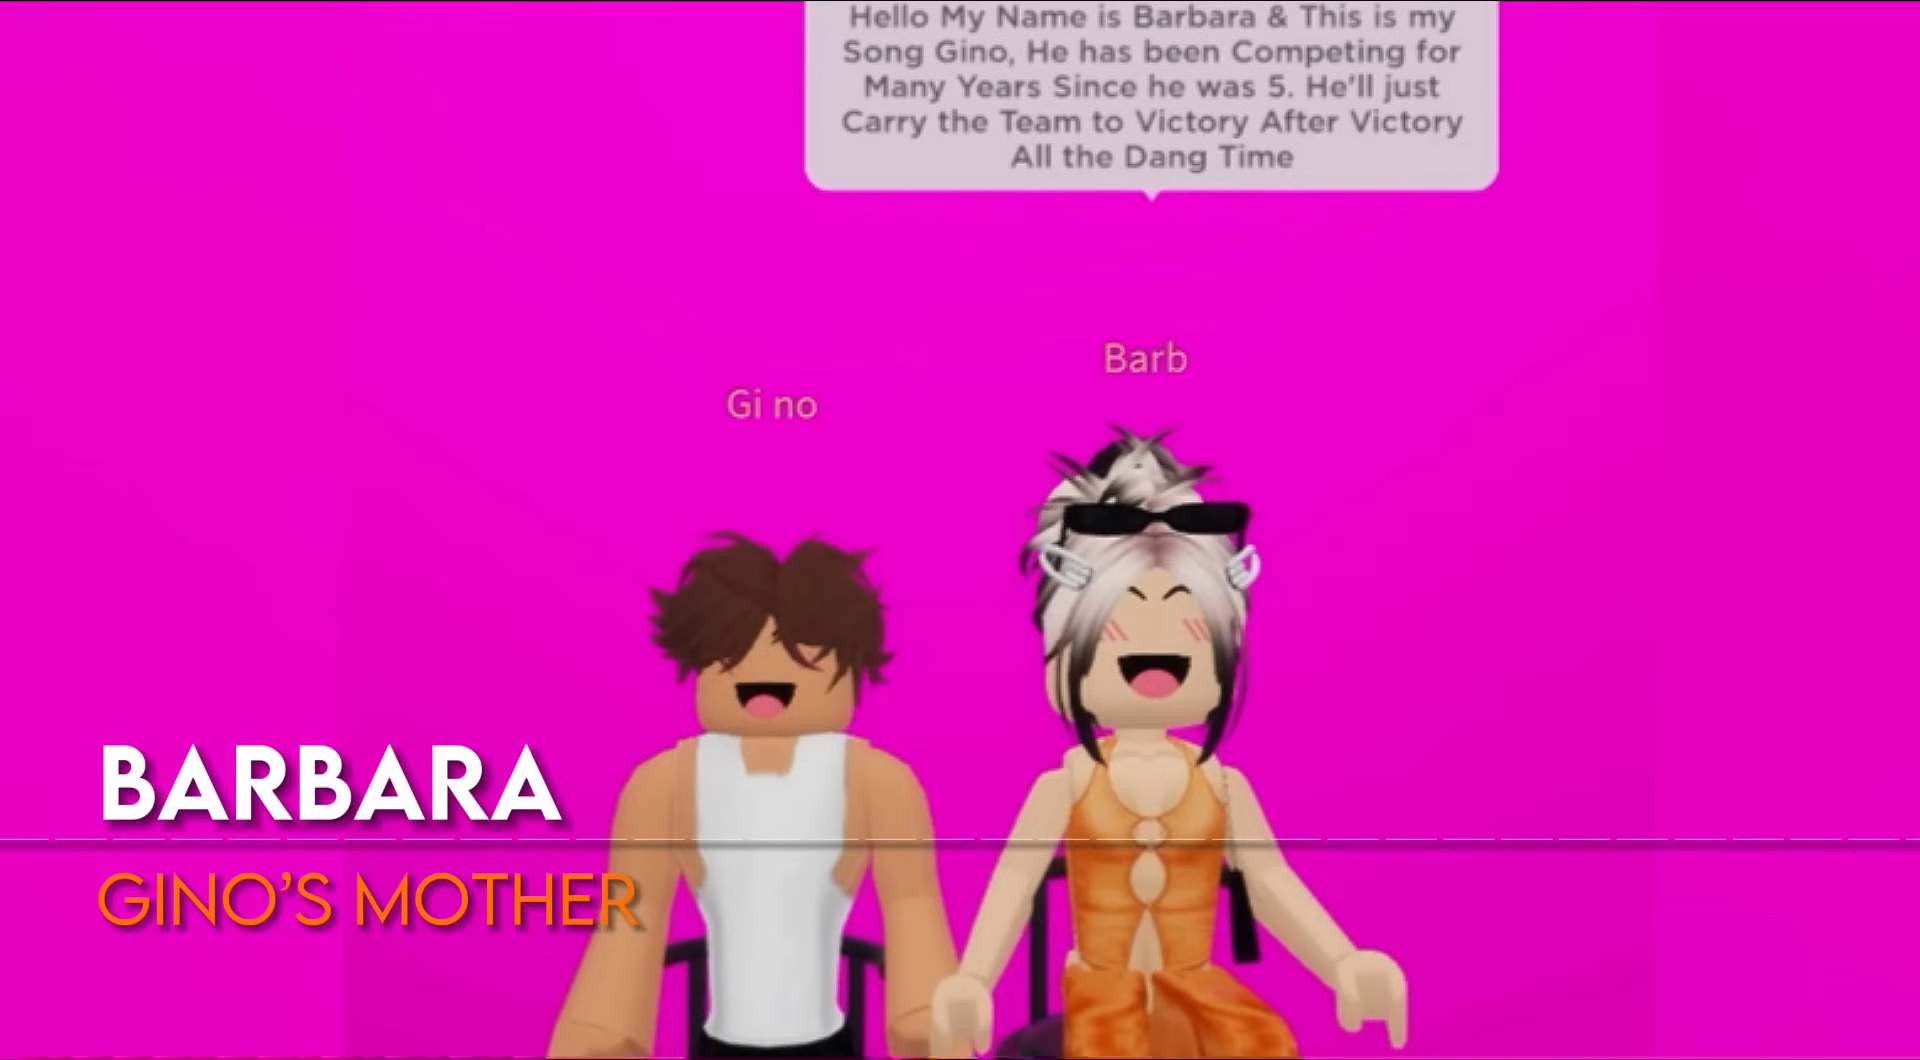 Hello My Name is Barbara & This is my
Song Gino, He has been Competing for
Many Years Since he was 5. He'll just
Carry the Team to Victory After Victory
All the Dang Time
Barb
Gi no
BARBARA
GINO'S MOTHER